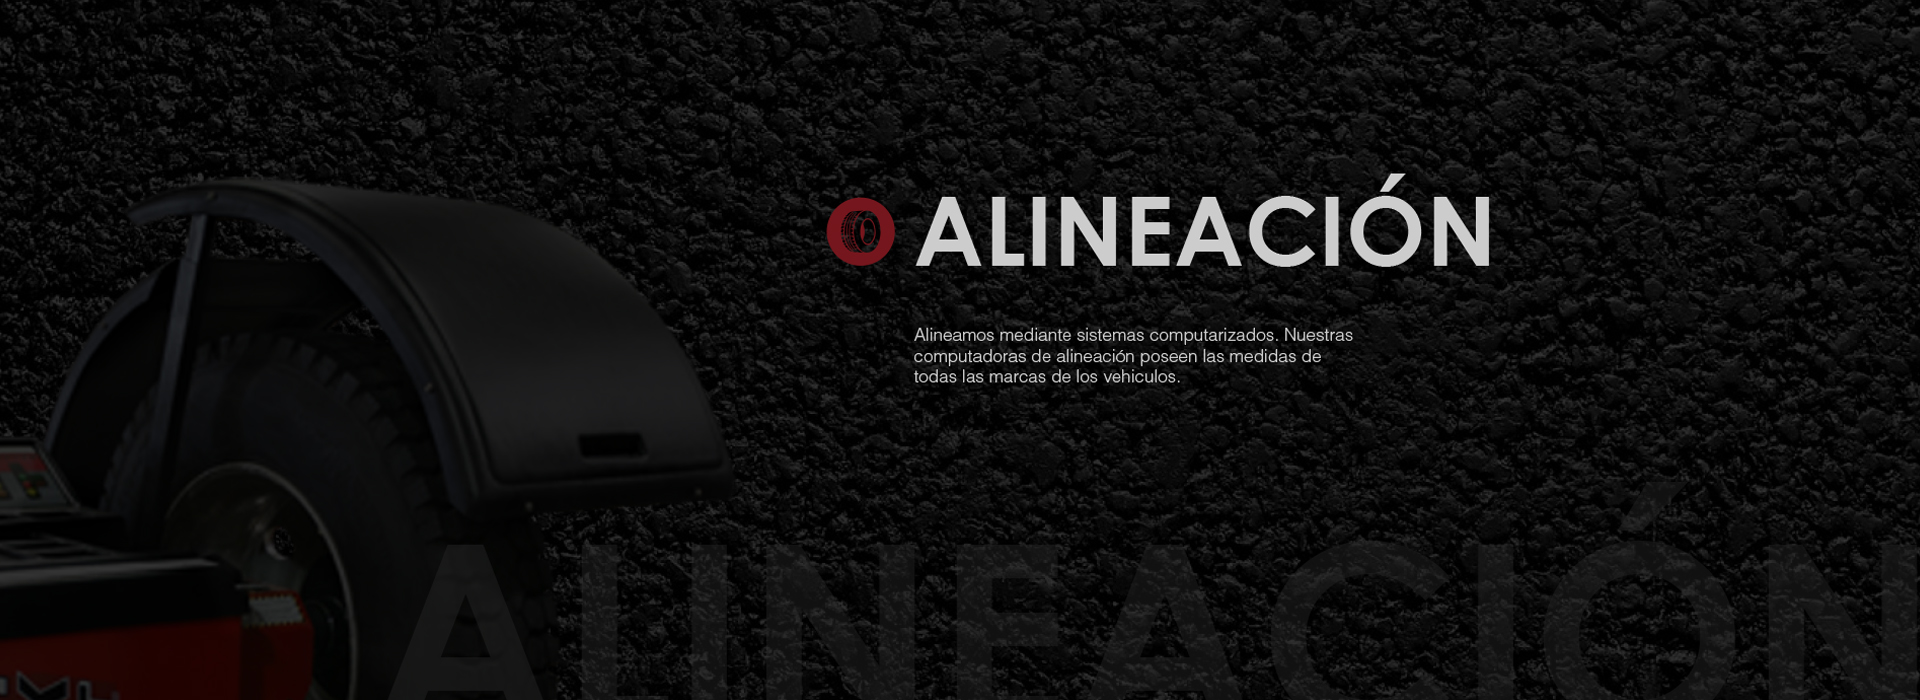 ALINEACIÓN
Alineamos mediante sistemas computarizados. Nuestras
computadoras de alineación poseen las medidas de
todas las marcas de los vehiculos.
ALINEACIÓN